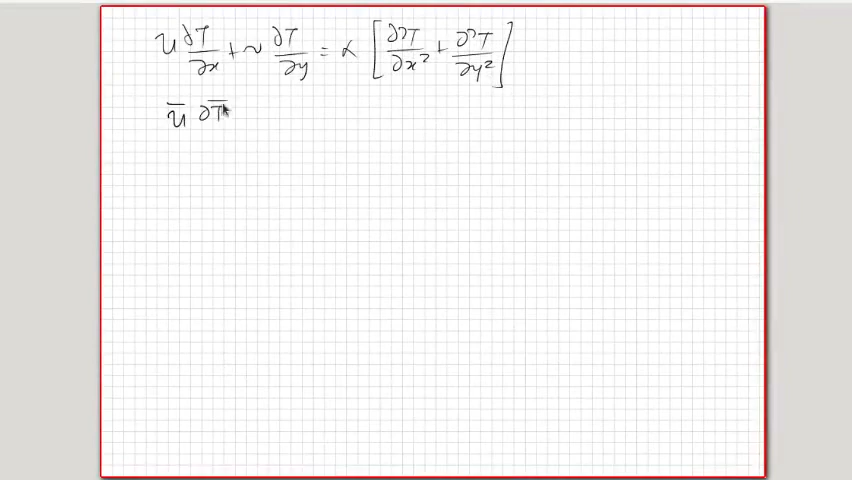 u ∂T/∂x + v ∂T/∂y = α [∂²T/∂x² + ∂²T/∂y²]
u̅ ∂T̅